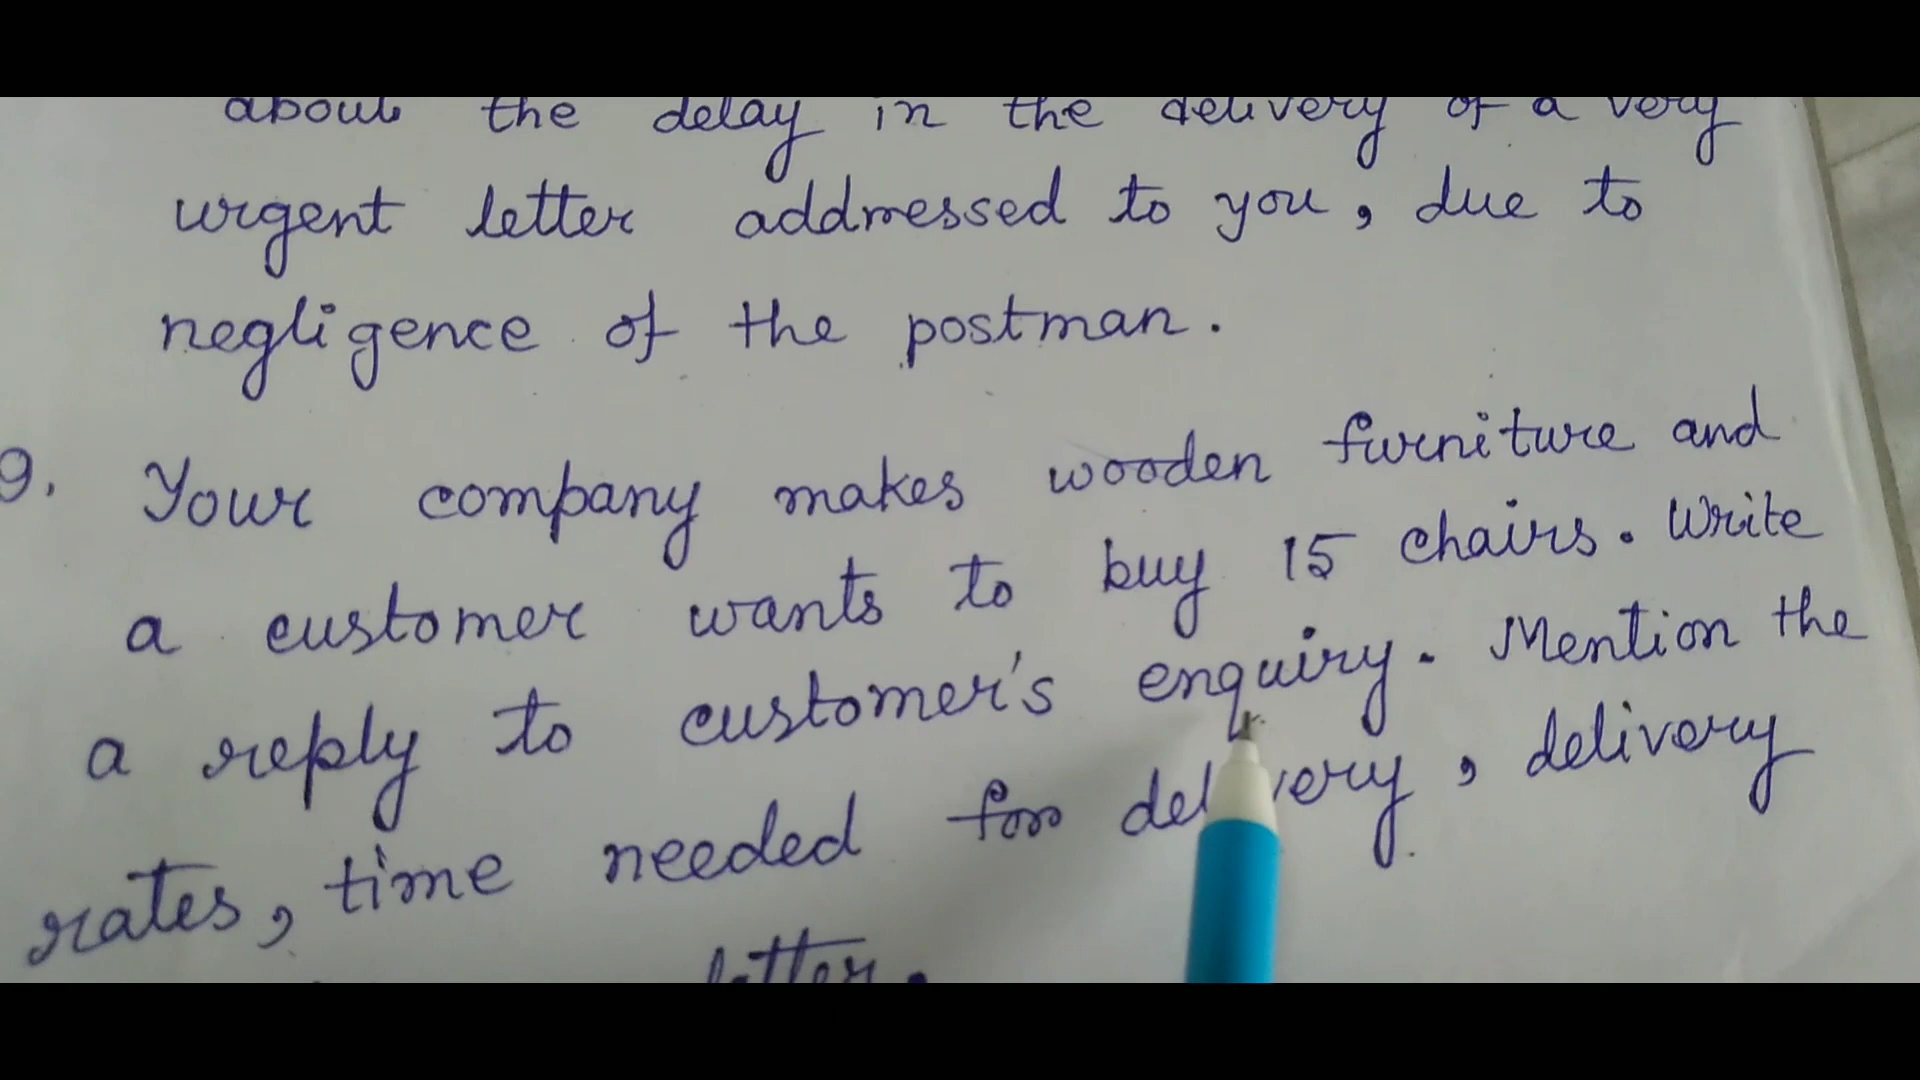 about the delay in the delivery of a very
urgent letter addressed to you, due to
negligence of the postman.
9. Your company makes wooden furniture and
a customer wants to buy 15 chairs. Write
a reply to customer's enquiry. Mention the
rates, time needed for delivery, delivery
letter.